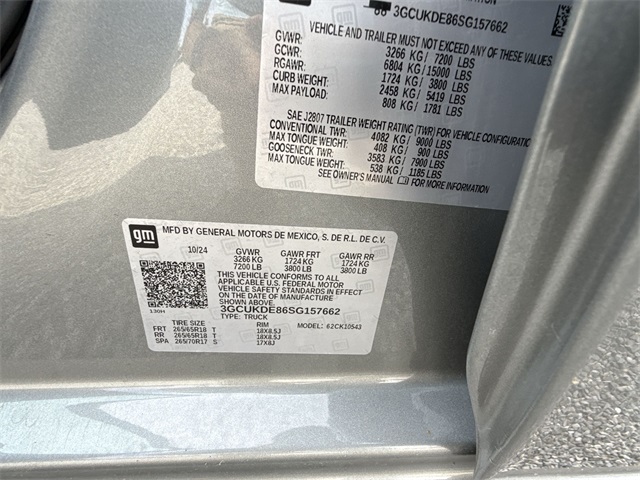 3GCUKDE86SG157662
VEHICLE AND TRAILER MUST NOT EXCEED ANY OF THESE VALUES.
GVWR: 3266 KG/ 7200 LBS
GCWR: 6804 KG/ 15000 LBS
RGAWR: 1724 KG/ 3800 LBS
CURB WEIGHT: 2458 KG/ 5419 LBS
MAX PAYLOAD: 808 KG/ 1781 LBS
SAE J2807 TRAILER WEIGHT RATING (TWR) FOR VEHICLE CONFIGURATION
CONVENTIONAL TWR: 4082 KG/ 9000 LBS
MAX TONGUE WEIGHT: 408 KG/ 900 LBS
GOOSENECK TWR: 3583 KG/ 7900 LBS
MAX TONGUE WEIGHT: 538 KG/ 1185 LBS
SEE OWNER'S MANUAL FOR MORE INFORMATION
gm MFD BY GENERAL MOTORS DE MEXICO, S. DE R.L. DE C.V.
10/24 GVWR GAWR FRT GAWR RR
3266 KG 1724 KG 1724 KG
7200 LB 3800 LB 3800 LB
THIS VEHICLE CONFORMS TO ALL
APPLICABLE U.S. FEDERAL MOTOR
VEHICLE SAFETY STANDARDS IN
EFFECT ON THE DATE OF MANUFACTURE
SHOWN ABOVE.
130H 3GCUKDE86SG157662
TYPE: TRUCK
TIRE SIZE RIM MODEL: 62CK10543
FRT 265/65R18 T 18X8.5J
RR 265/65R18 T 18X8.5J
SPA 265/70R17 S 17X8J